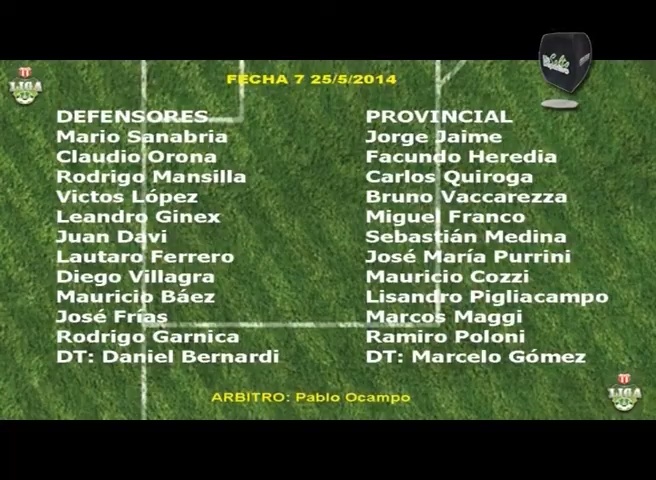 FECHA 7 25/5/2014
LIGA
DEFENSORES
Mario Sanabria
Claudio Orona
Rodrigo Mansilla
Victos López
Leandro Ginex
Juan Davi
Lautaro Ferrero
Diego Villagra
Mauricio Báez
José Frías
Rodrigo Garnica
DT: Daniel Bernardi
PROVINCIAL
Jorge Jaime
Facundo Heredia
Carlos Quiroga
Bruno Vaccarezza
Miguel Franco
Sebastián Medina
José María Purrini
Mauricio Cozzi
Lisandro Pigliacampo
Marcos Maggi
Ramiro Poloni
DT: Marcelo Gómez
ARBITRO: Pablo Ocampo
LIGA